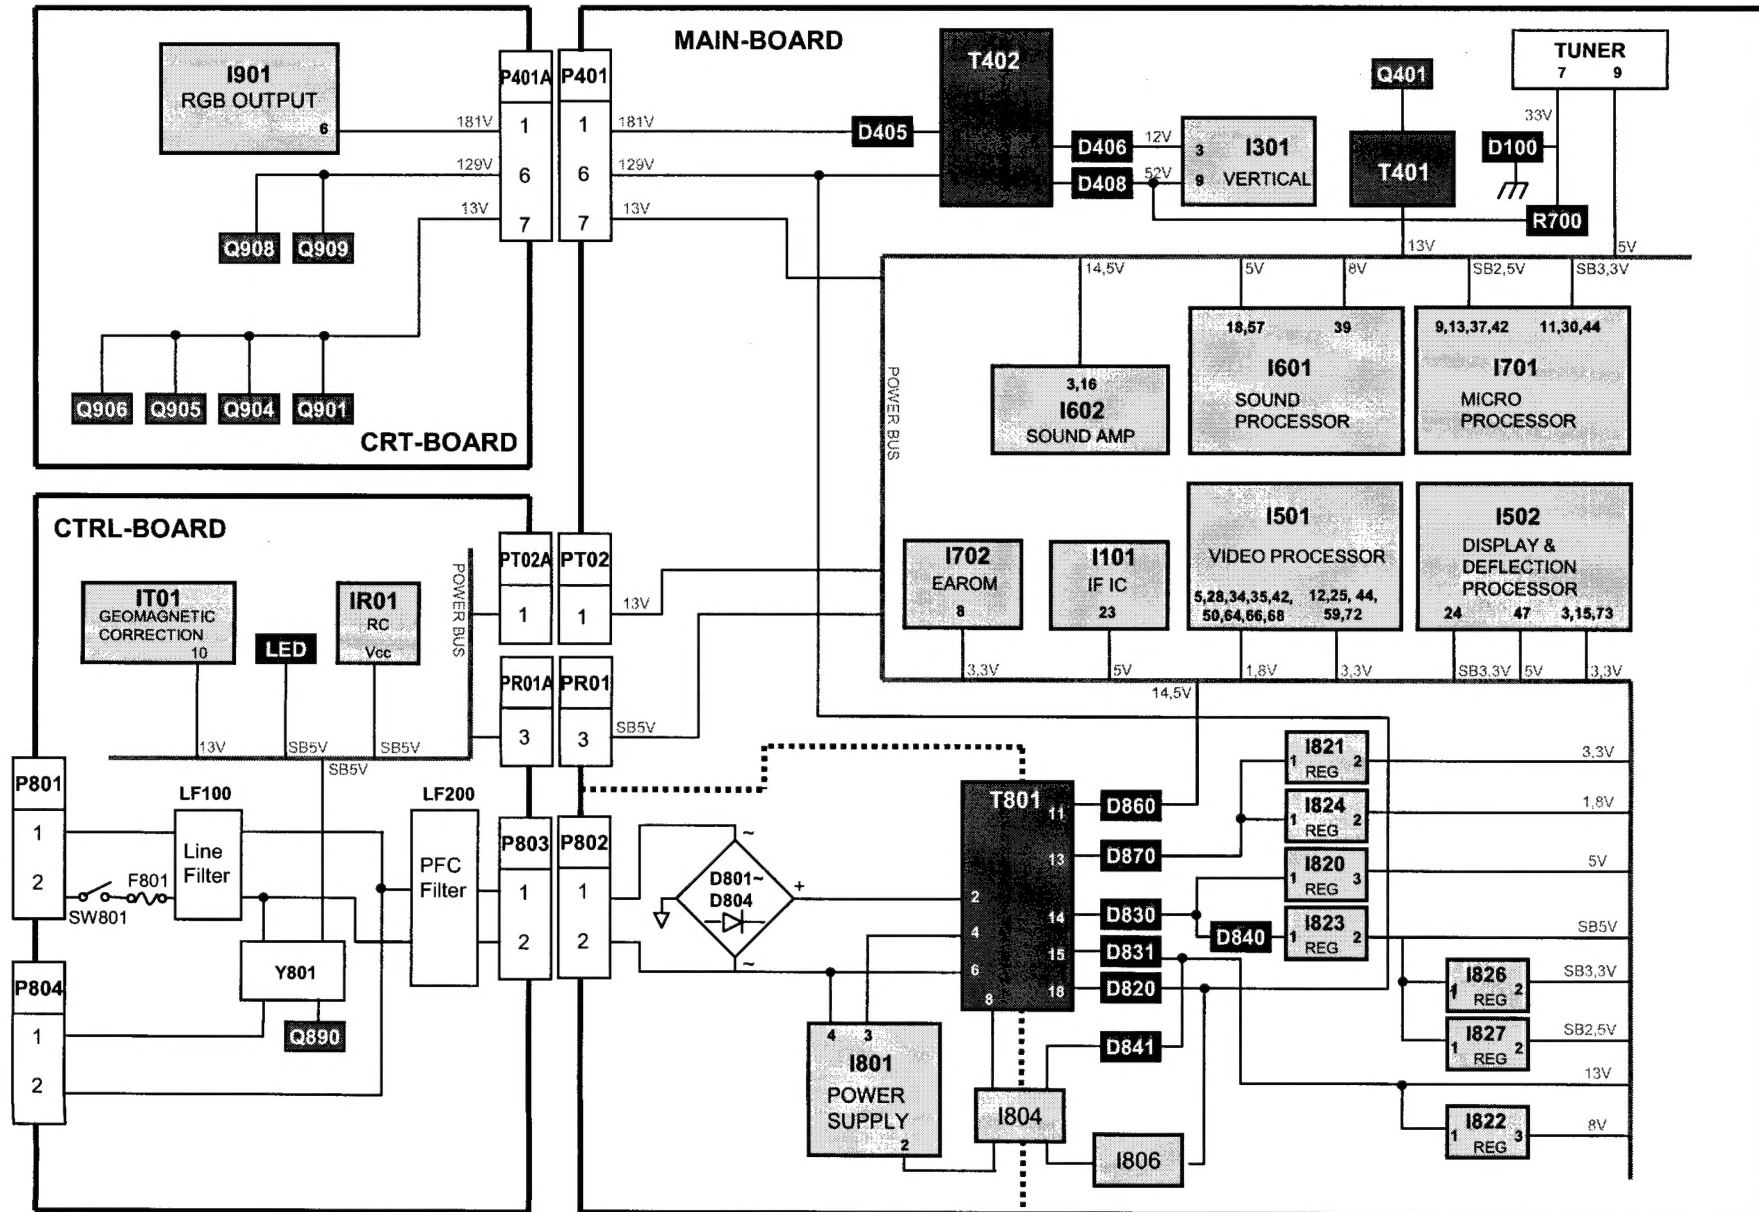 MAIN-BOARD
I901
RGB OUTPUT
6
P401A
1
6
7
P401
1
6
7
181V
129V
13V
181V
129V
13V
Q908
Q909
Q906
Q905
Q904
Q901
CRT-BOARD
D405
T402
D406
D408
12V
52V
I301
3
9
VERTICAL
Q401
T401
TUNER
7
9
33V
D100
R700
13V
5V
POWER BUS
14,5V
5V
8V
SB2,5V
SB3,3V
3,16
I602
SOUND AMP
18,57
39
I601
SOUND
PROCESSOR
9,13,37,42
11,30,44
I701
MICRO
PROCESSOR
I702
EAROM
8
I101
IF IC
23
I501
VIDEO PROCESSOR
5,28,34,35,42,
50,64,66,68
12,25, 44,
59,72
I502
DISPLAY &
DEFLECTION
PROCESSOR
24
47
3,15,73
3,3V
5V
1,8V
3,3V
SB3,3V
5V
3,3V
14,5V
CTRL-BOARD
IT01
GEOMAGNETIC
CORRECTION
10
LED
IR01
RC
Vcc
POWER BUS
PT02A
1
PT02
1
13V
PR01A
3
PR01
3
SB5V
13V
SB5V
SB5V
SB5V
P801
1
2
SW801
F801
LF100
Line
Filter
LF200
PFC
Filter
P803
1
2
P802
1
2
P804
1
2
Y801
Q890
~
D801~
D804
+
~
T801
2
4
6
8
11
13
14
15
18
D860
D870
D830
D831
D820
D840
D841
4
3
I801
POWER
SUPPLY
2
I804
I806
1
I821
2
REG
3,3V
1
I824
2
REG
1,8V
1
I820
3
REG
5V
1
I823
2
REG
SB5V
1
I826
2
REG
SB3,3V
1
I827
2
REG
SB2,5V
13V
1
I822
3
REG
8V